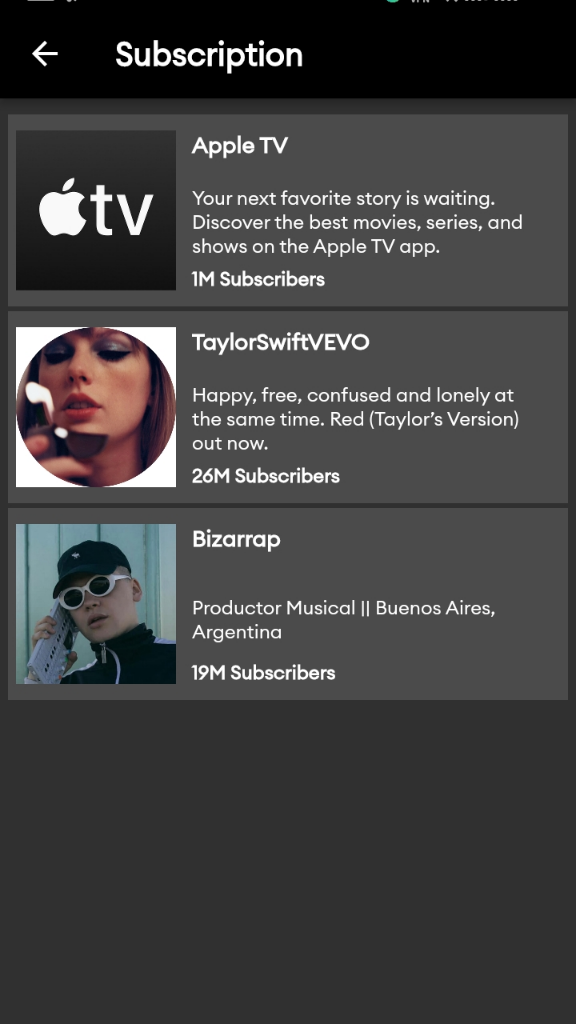 Subscription
tv
Apple TV
Your next favorite story is waiting.
Discover the best movies, series, and
shows on the Apple TV app.
1M Subscribers
TaylorSwiftVEVO
Happy, free, confused and lonely at
the same time. Red (Taylor’s Version)
out now.
26M Subscribers
Bizarrap
Productor Musical || Buenos Aires,
Argentina
19M Subscribers